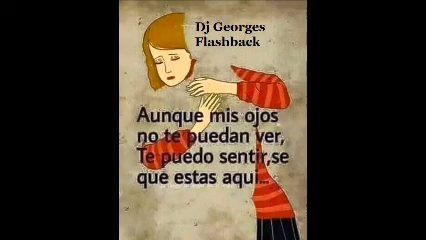 Dj Georges
Flashback
Aunque mis ojos
no te puedan ver,
Te puedo sentir,se
que estas aqui...